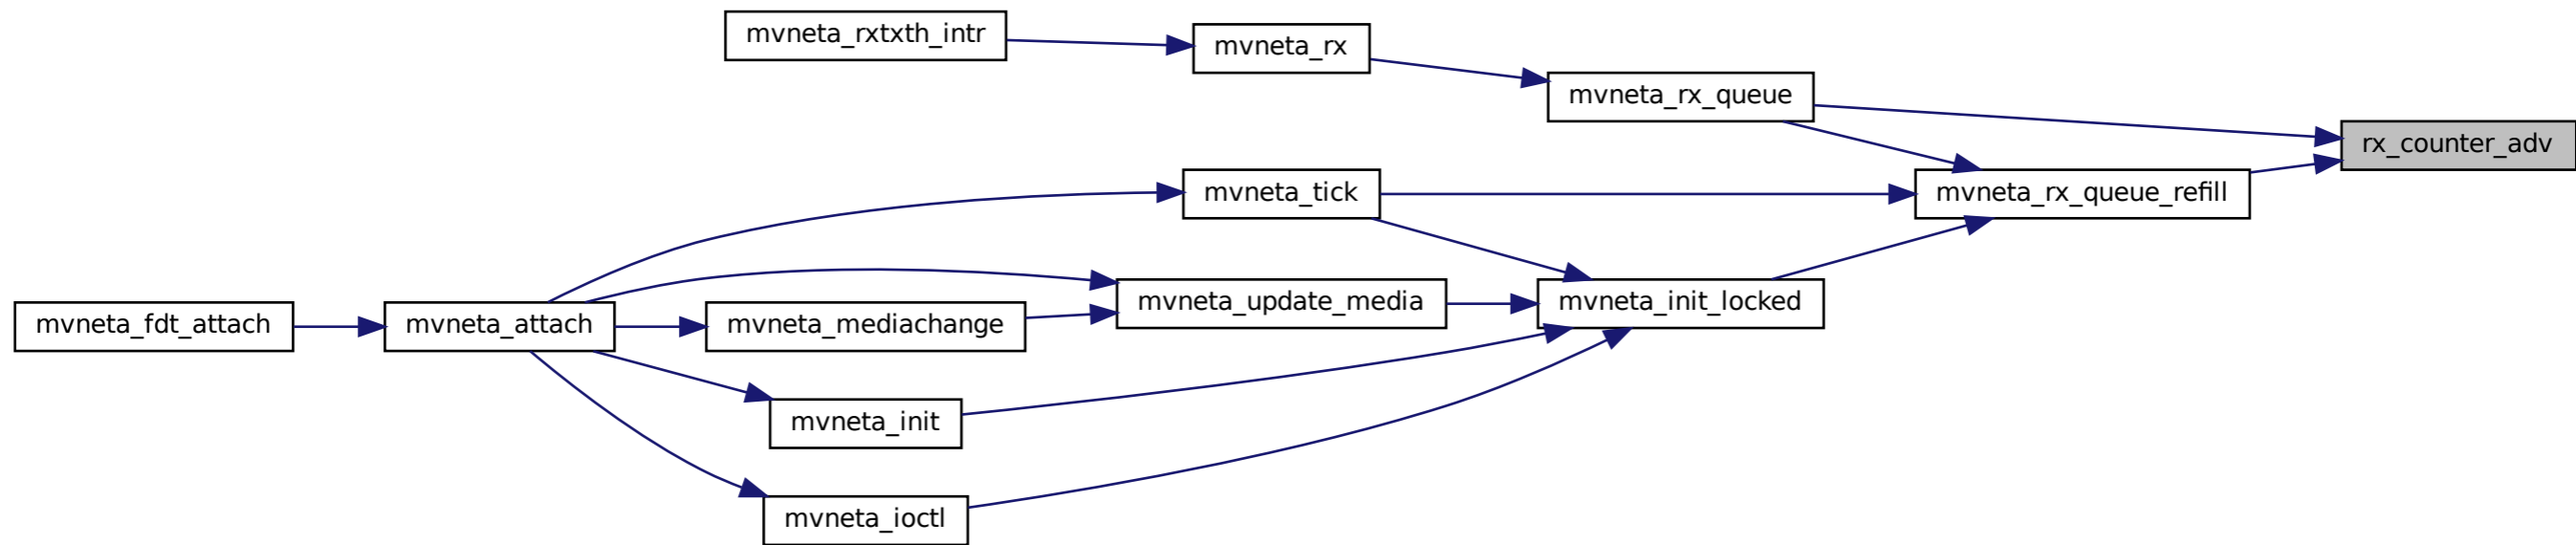 mvneta_rxtxth_intr
mvneta_rx
mvneta_rx_queue
rx_counter_adv
mvneta_tick
mvneta_rx_queue_refill
mvneta_update_media
mvneta_init_locked
mvneta_fdt_attach
mvneta_attach
mvneta_mediachange
mvneta_init
mvneta_ioctl